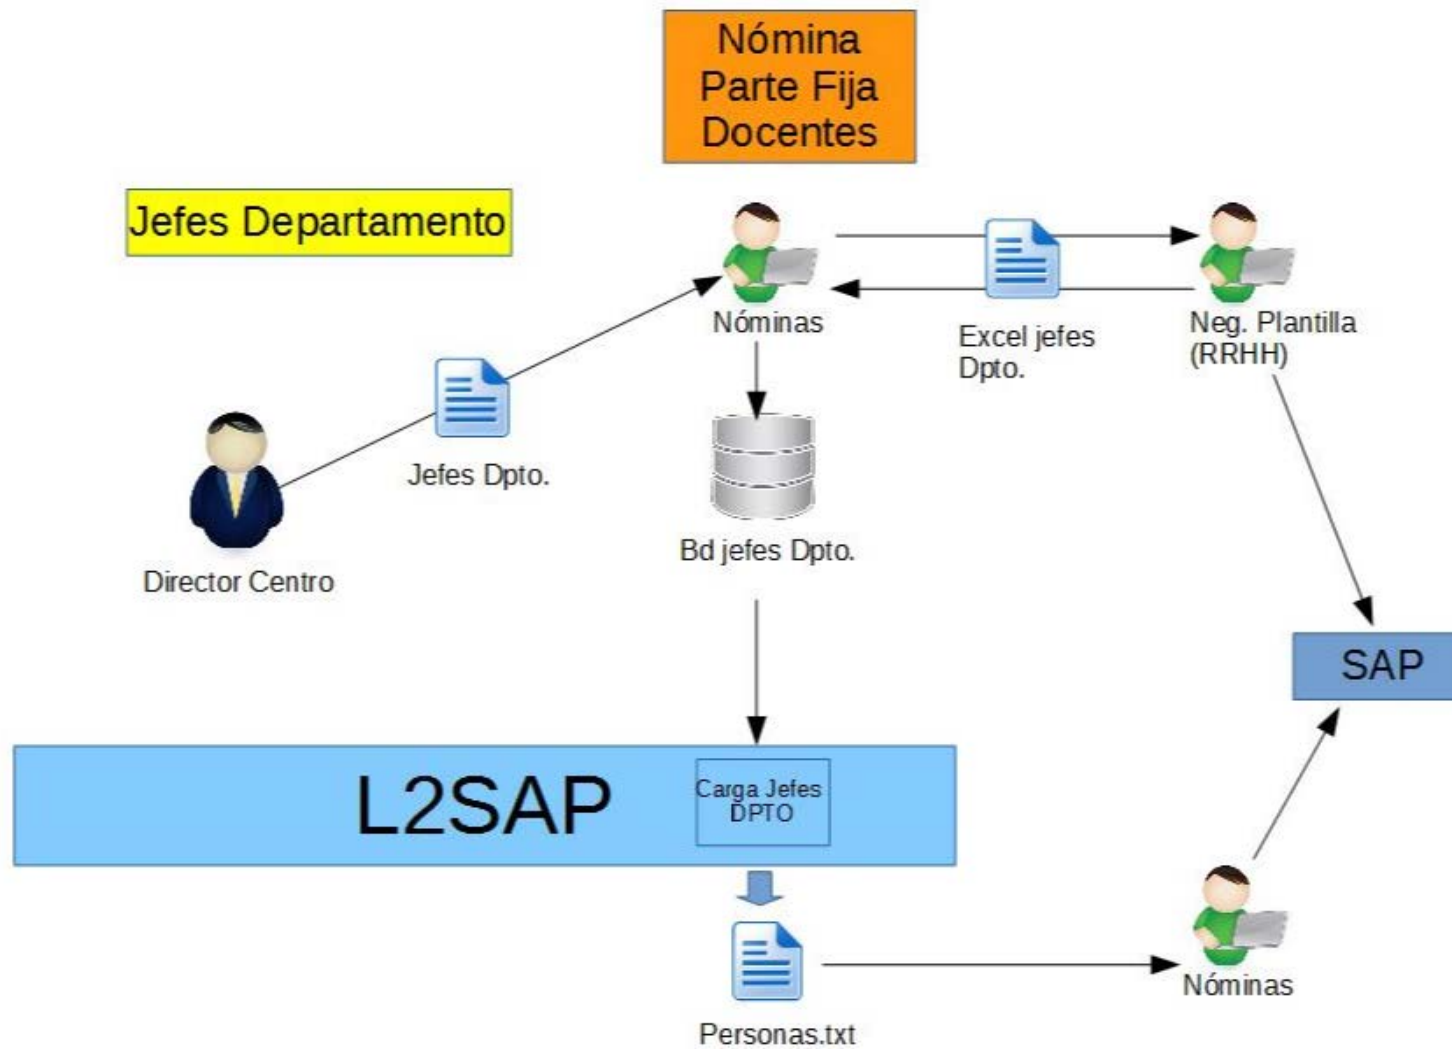 Nómina
Parte Fija
Docentes
Jefes Departamento
Nóminas
Excel jefes
Dpto.
Neg. Plantilla
(RRHH)
Jefes Dpto.
Director Centro
Bd jefes Dpto.
SAP
L2SAP
Carga Jefes
DPTO
Nóminas
Personas.txt